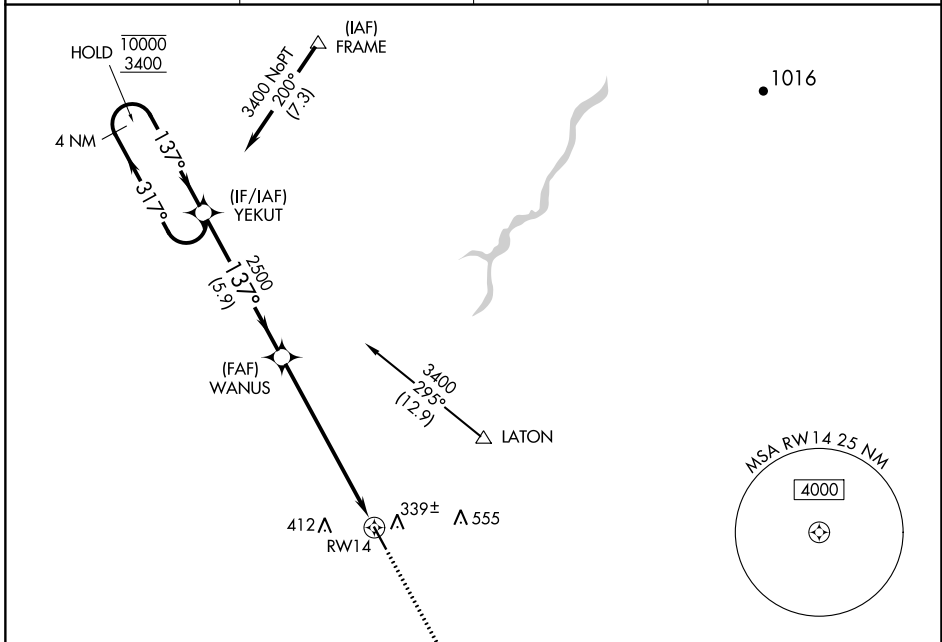 (IAF)
FRAME
HOLD 10000
3400
3400 NoPT
200°
(7.3)
1016
4 NM
137°
317°
(IF/IAF)
YEKUT
2500
137°
(5.9)
(FAF)
WANUS
3400
295°
(12.9)
LATON
MSA RW14 25 NM
4000
412
339±
555
RW14